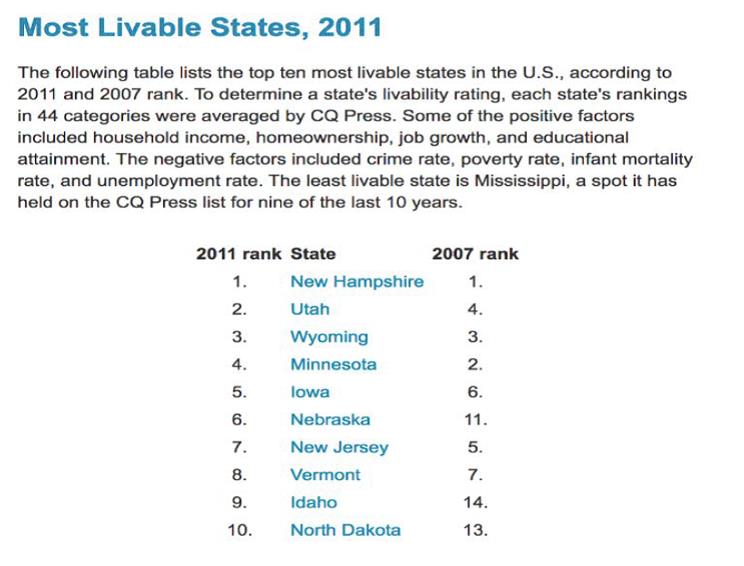 Most Livable States, 2011
The following table lists the top ten most livable states in the U.S., according to
2011 and 2007 rank. To determine a state's livability rating, each state's rankings
in 44 categories were averaged by CQ Press. Some of the positive factors
included household income, homeownership, job growth, and educational
attainment. The negative factors included crime rate, poverty rate, infant mortality
rate, and unemployment rate. The least livable state is Mississippi, a spot it has
held on the CQ Press list for nine of the last 10 years.
2011 rank State 2007 rank
1. New Hampshire 1.
2. Utah 4.
3. Wyoming 3.
4. Minnesota 2.
5. Iowa 6.
6. Nebraska 11.
7. New Jersey 5.
8. Vermont 7.
9. Idaho 14.
10. North Dakota 13.